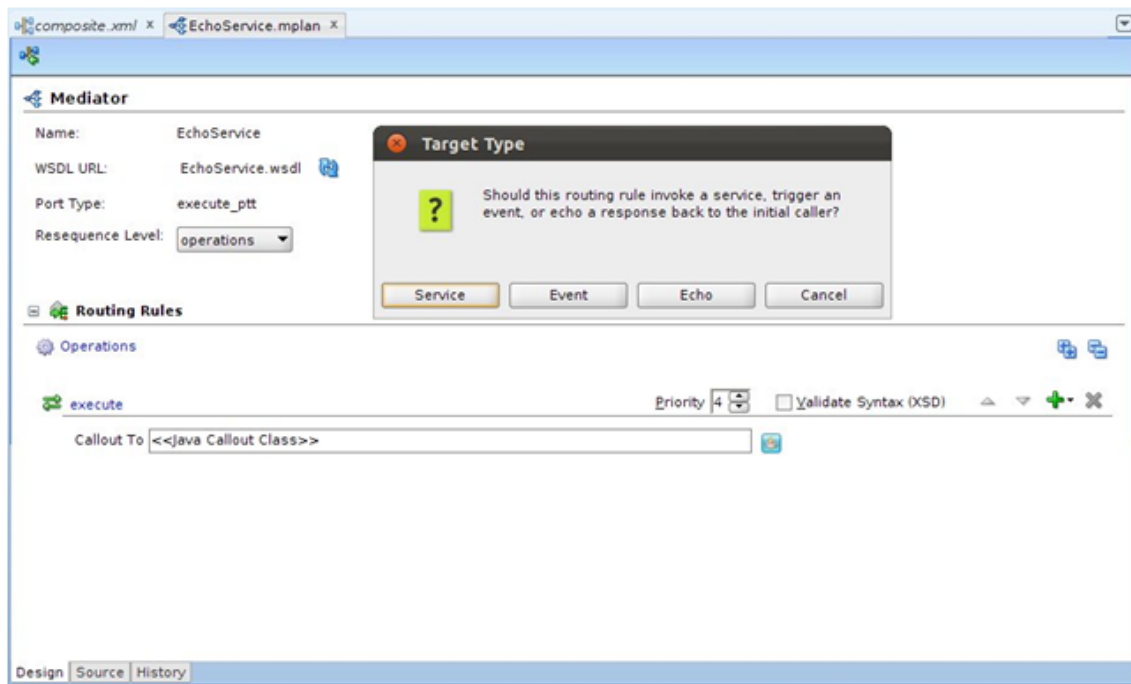 composite.xml x EchoService.mplan x
Mediator
Name: EchoService
WSDL URL: EchoService.wsdl
Port Type: execute_ptt
Resequence Level: operations
Target Type
?
Should this routing rule invoke a service, trigger an
event, or echo a response back to the initial caller?
Service Event Echo Cancel
Routing Rules
Operations
execute Priority 4 Validate Syntax (XSD)
Callout To <<Java Callout Class>>
Design Source History